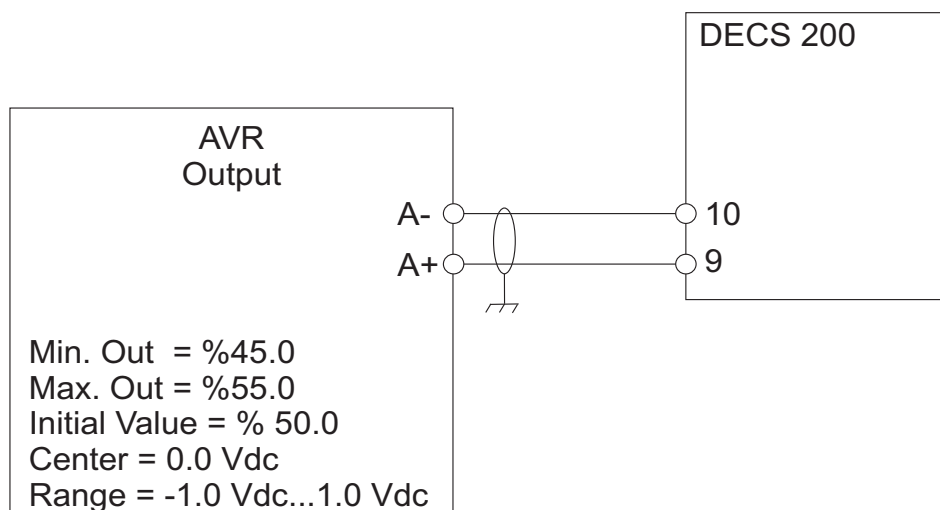 DECS 200
AVR
Output
A-
10
A+
9
Min. Out = %45.0
Max. Out = %55.0
Initial Value = % 50.0
Center = 0.0 Vdc
Range = -1.0 Vdc...1.0 Vdc